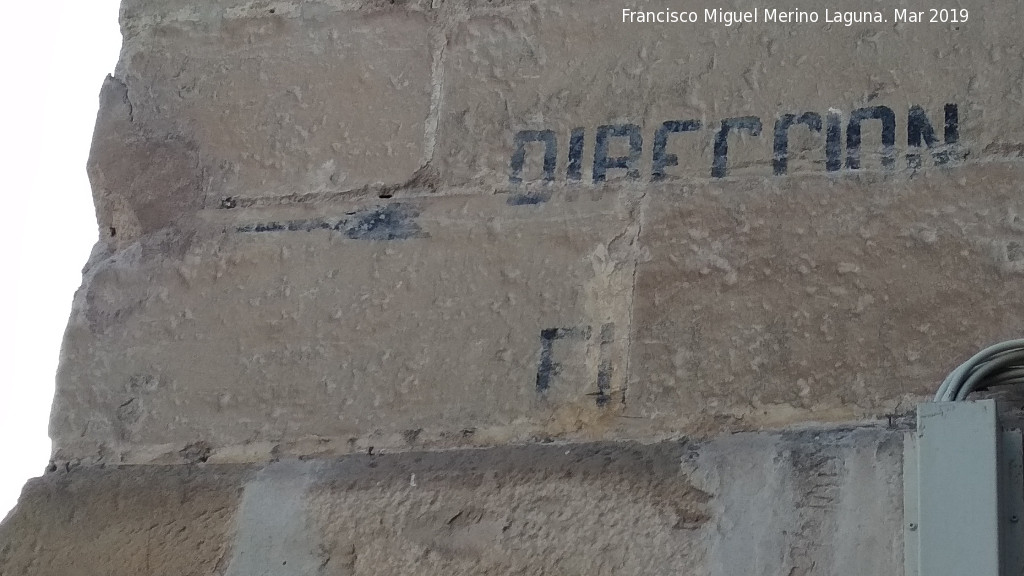 Francisco Miguel Merino Laguna. Mar 2019
DIRECCION